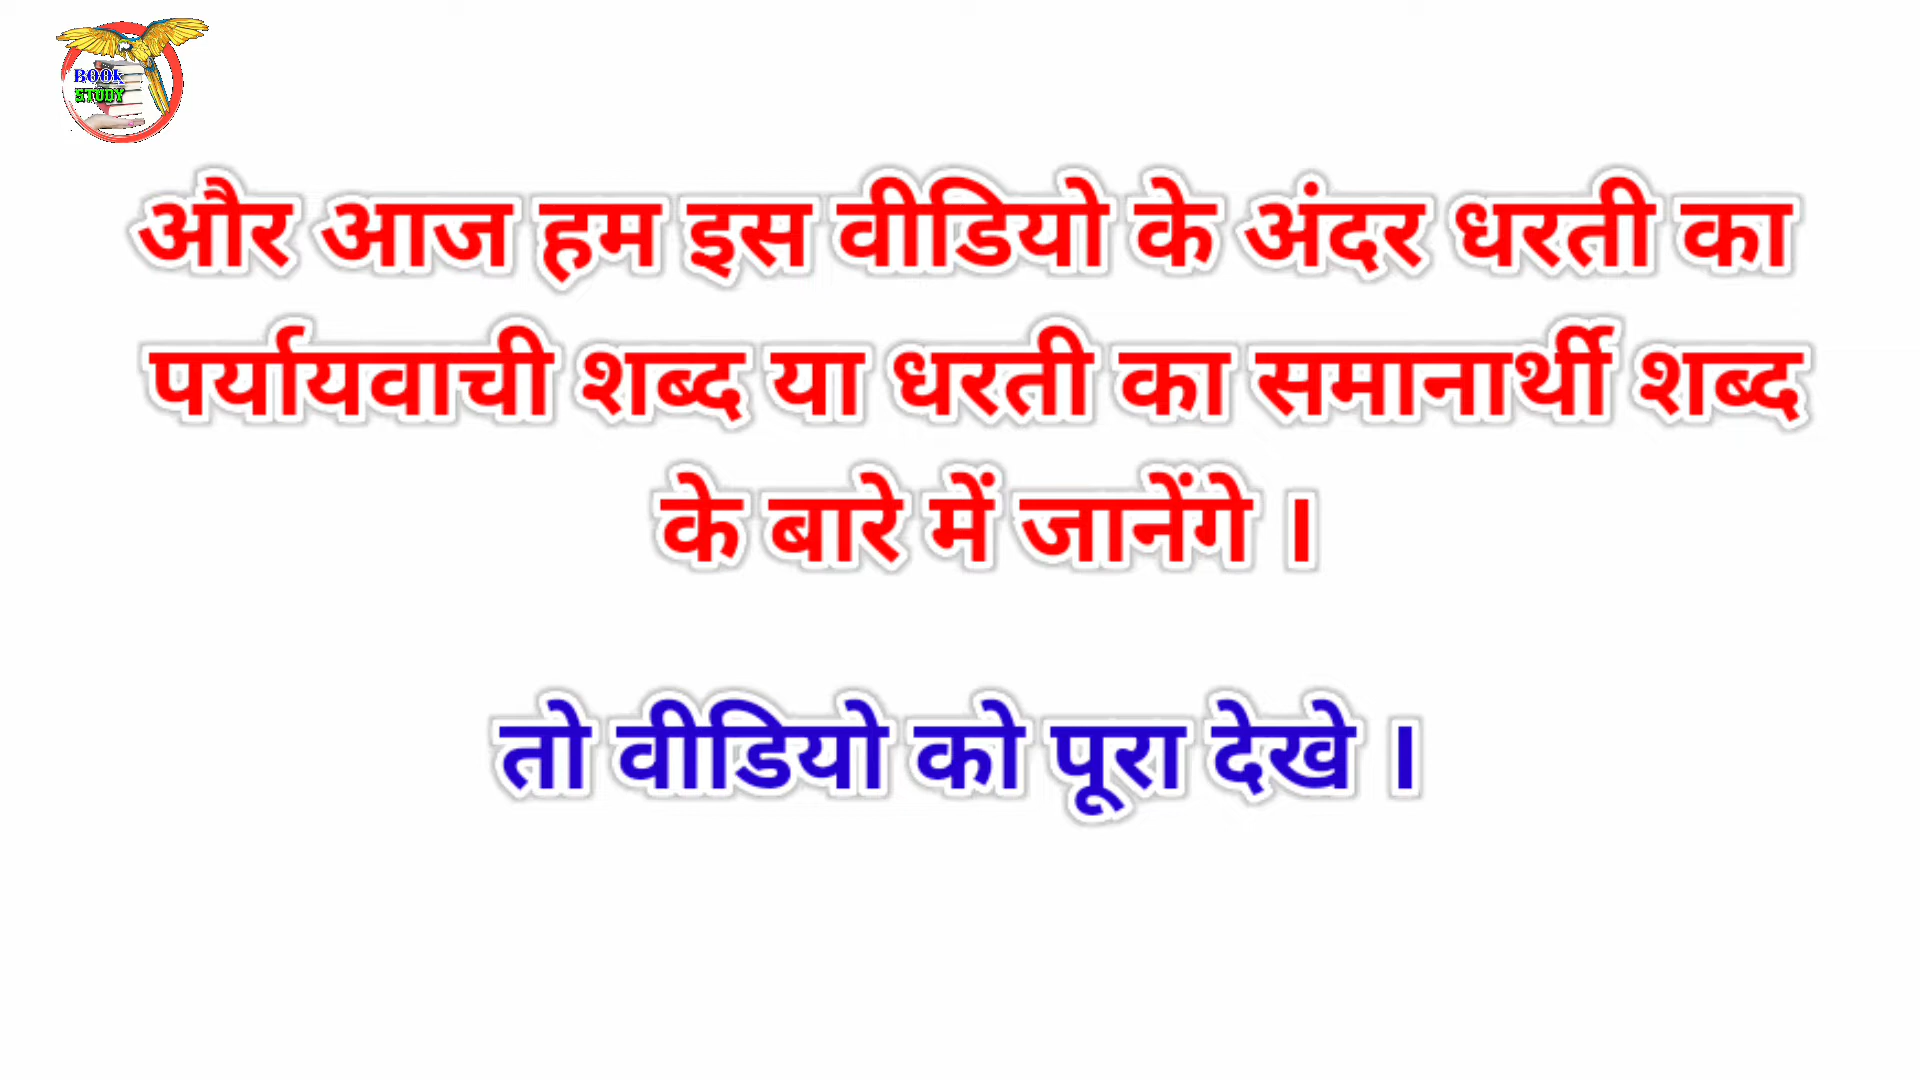 BOOK
STUDY
और आज हम इस वीडियो के अंदर धरती का
पर्यायवाची शब्द या धरती का समानार्थी शब्द
के बारे में जानेंगे ।
तो वीडियो को पूरा देखे ।